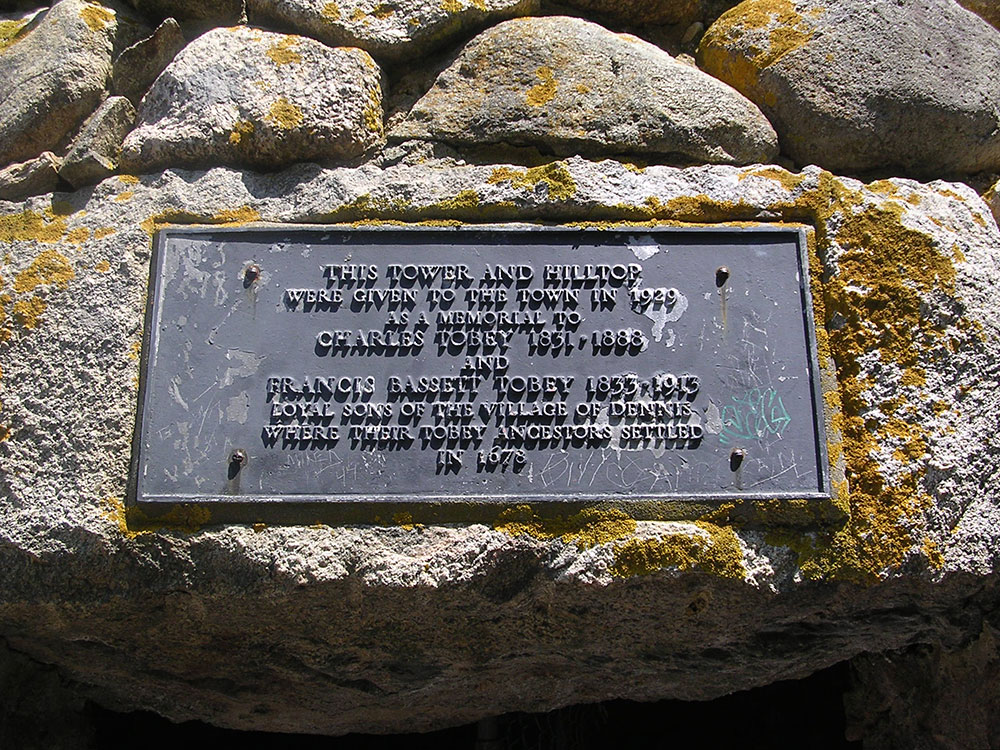 THIS TOWER AND HILLTOP
WERE GIVEN TO THE TOWN IN 1929
AS A MEMORIAL TO
CHARLES TOBEY 1831-1888
AND
FRANCIS BASSETT TOBEY 1833-1913
LOYAL SONS OF THE VILLAGE OF DENNIS
WHERE THEIR TOBEY ANCESTORS SETTLED
IN 1678